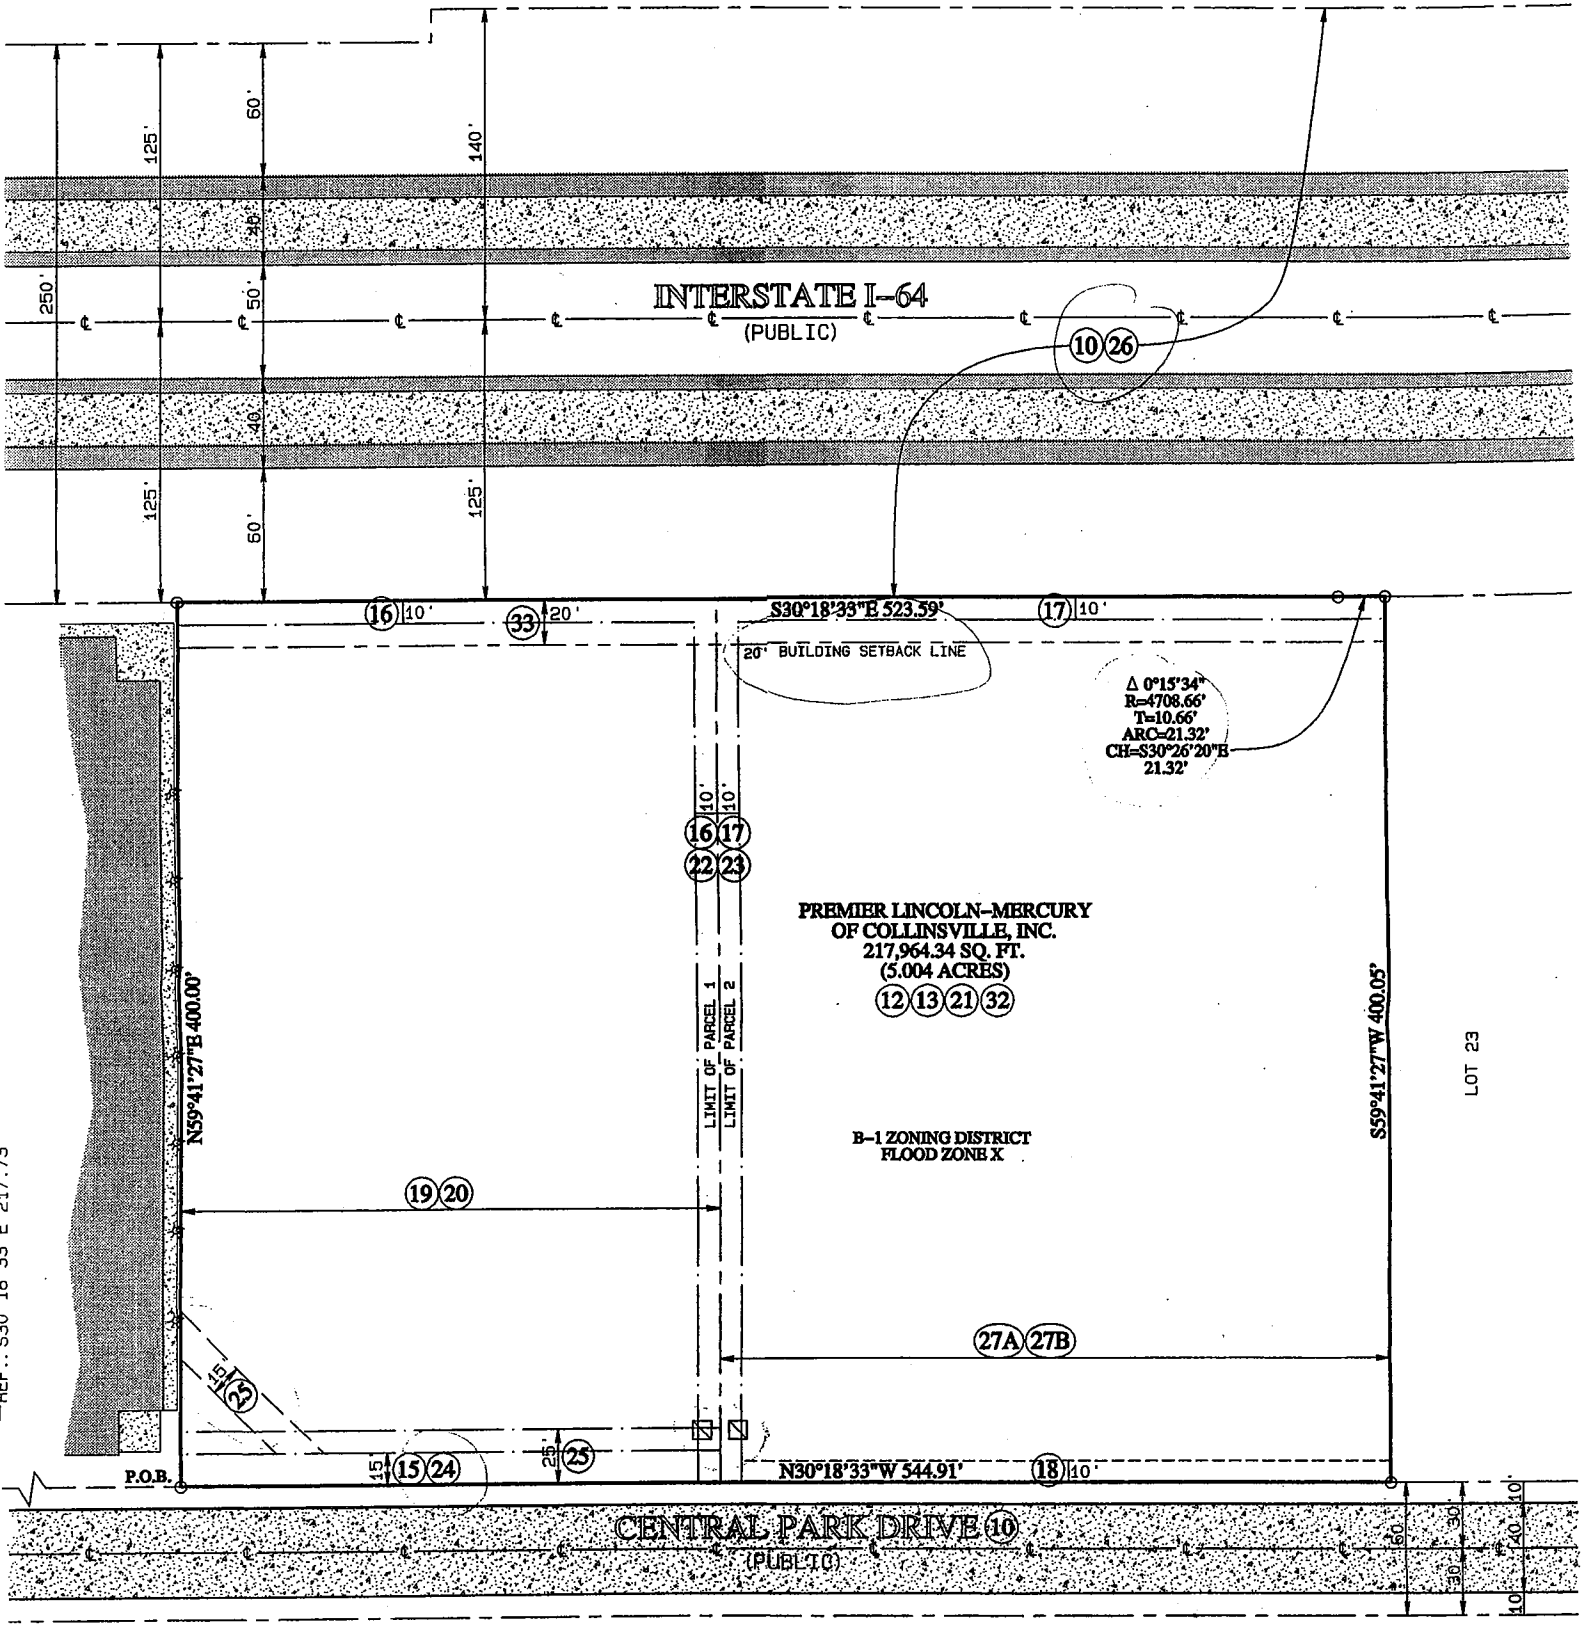 60'
125'
140'
40'
250'
50'
INTERSTATE I-64
(PUBLIC)
10 26
40
125'
125'
60'
16 10'
33 20'
S30°18'33"E 523.59'
17 10'
20' BUILDING SETBACK LINE
Δ 0°15'34"
R=4708.66'
T=10.66'
ARC=21.32'
CH=S30°26'20"E
21.32'
10' 10'
16 17
22 23
PREMIER LINCOLN-MERCURY
OF COLLINSVILLE, INC.
217,964.34 SQ. FT.
(5.004 ACRES)
12 13 21 32
N59°41'27"E 400.00'
LIMIT OF PARCEL 1
LIMIT OF PARCEL 2
S59°41'27"W 400.05'
LOT 23
B-1 ZONING DISTRICT
FLOOD ZONE X
19 20
27A 27B
15'
25
15'
15 24
25'
25
P.O.B.
N30°18'33"W 544.91'
18 10'
CENTRAL PARK DRIVE 10
(PUBLIC)
60
30'
30'
10'
40
10'